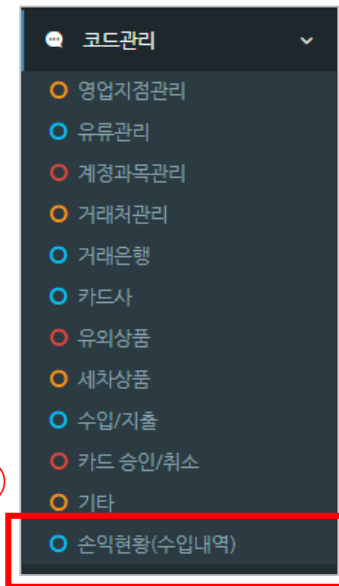 코드관리
영업지점관리
유류관리
계정과목관리
거래처관리
거래은행
카드사
유외상품
세차상품
수입/지출
카드 승인/취소
기타
손익현황(수입내역)